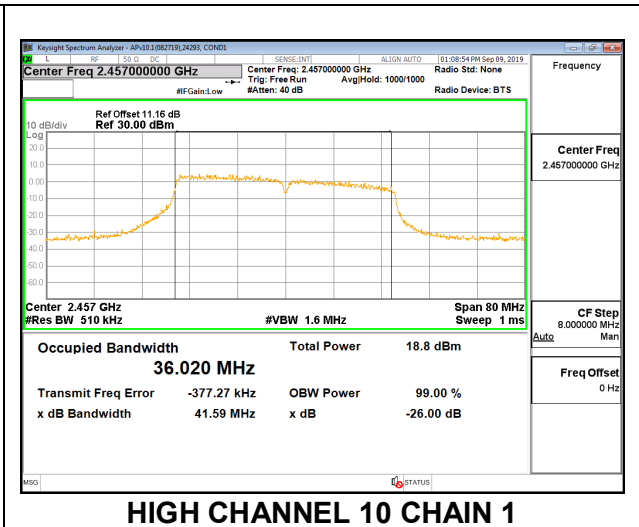 Keysight Spectrum Analyzer - APv10.1(082719),24293, COND1
L RF 50 Ω DC SENSE:INT ALIGN AUTO 01:08:54 PM Sep 09, 2019
Center Freq 2.457000000 GHz Center Freq: 2.457000000 GHz Radio Std: None Frequency
Trig: Free Run Avg|Hold: 1000/1000
#IFGain:Low #Atten: 40 dB Radio Device: BTS
Ref Offset 11.16 dB
10 dB/div Ref 30.00 dBm
Log
20.0
10.0
0.00
-10.0
-20.0
-30.0
-40.0
-50.0
-60.0
Center Freq
2.457000000 GHz
Center 2.457 GHz Span 80 MHz
#Res BW 510 kHz #VBW 1.6 MHz Sweep 1 ms
CF Step
8.000000 MHz
Auto Man
Occupied Bandwidth Total Power 18.8 dBm
36.020 MHz
Transmit Freq Error -377.27 kHz OBW Power 99.00 %
x dB Bandwidth 41.59 MHz x dB -26.00 dB
Freq Offset
0 Hz
MSG STATUS
HIGH CHANNEL 10 CHAIN 1